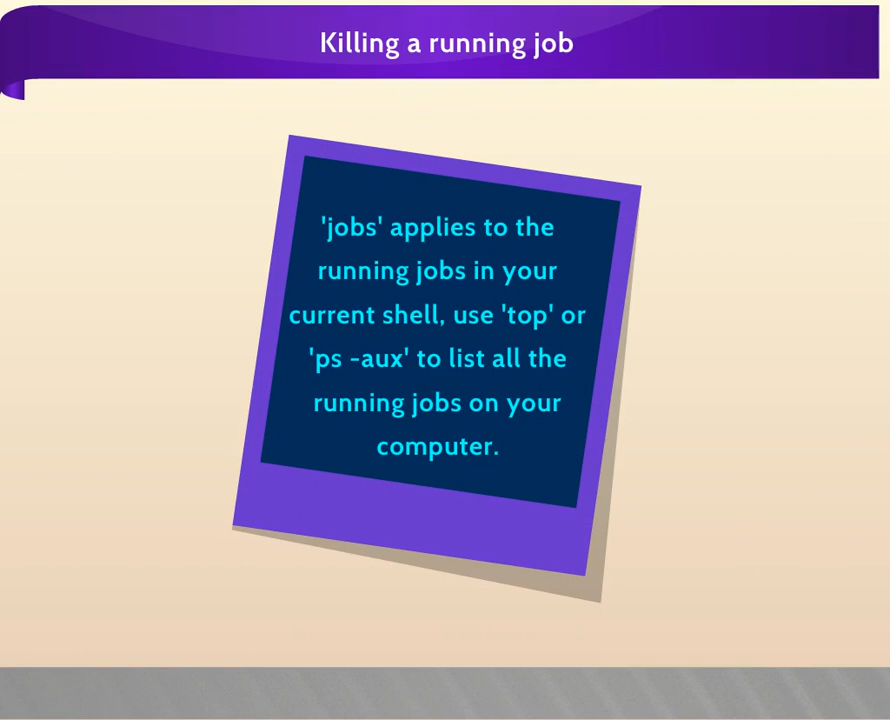 Killing a running job
'jobs' applies to the
running jobs in your
current shell, use 'top' or
'ps -aux' to list all the
running jobs on your
computer.